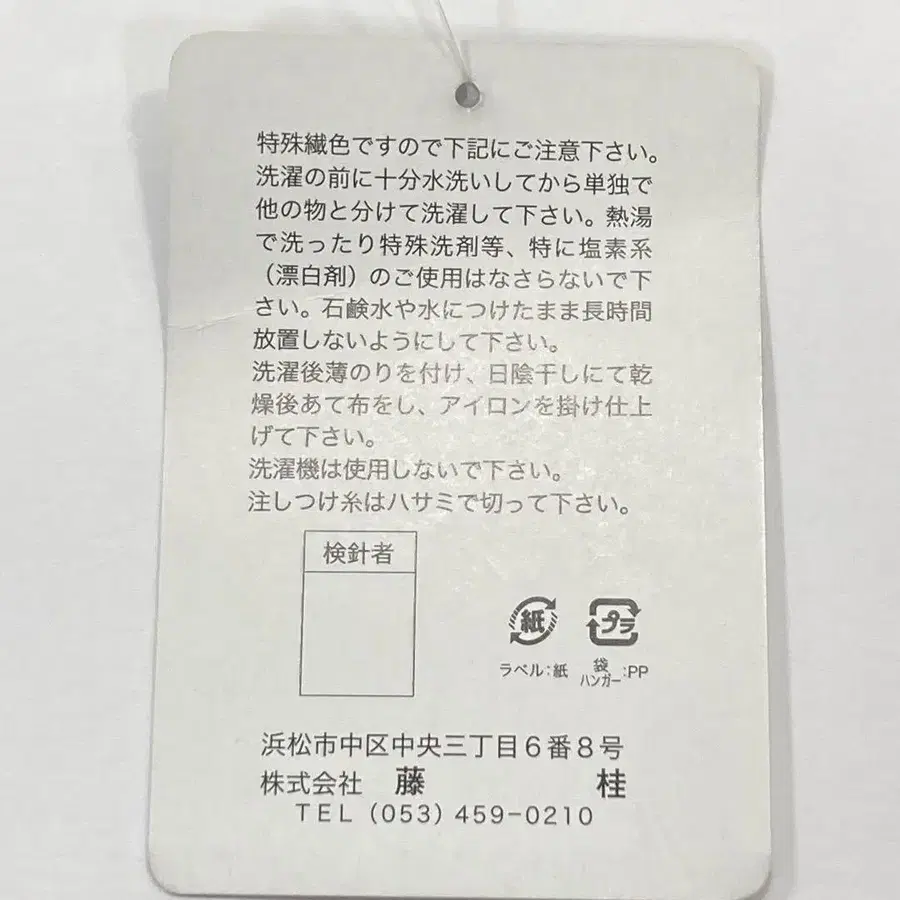 特殊繊色ですので下記にご注意下さい。
洗濯の前に十分水洗いしてから単独で
他の物と分けて洗濯して下さい。熱湯
で洗ったり特殊洗剤等、特に塩素系
（漂白剤）のご使用はなさらないで下
さい。石鹸水や水につけたまま長時間
放置しないようにして下さい。
洗濯後薄のりを付け、日陰干しにて乾
燥後あて布をし、アイロンを掛け仕上
げて下さい。
洗濯機は使用しないで下さい。
注しつけ糸はハサミで切って下さい。
検針者
紙 プラ
ラベル：紙 袋ハンガー：PP
浜松市中区中央三丁目6番8号
株式会社 藤 桂
TEL（053）459-0210